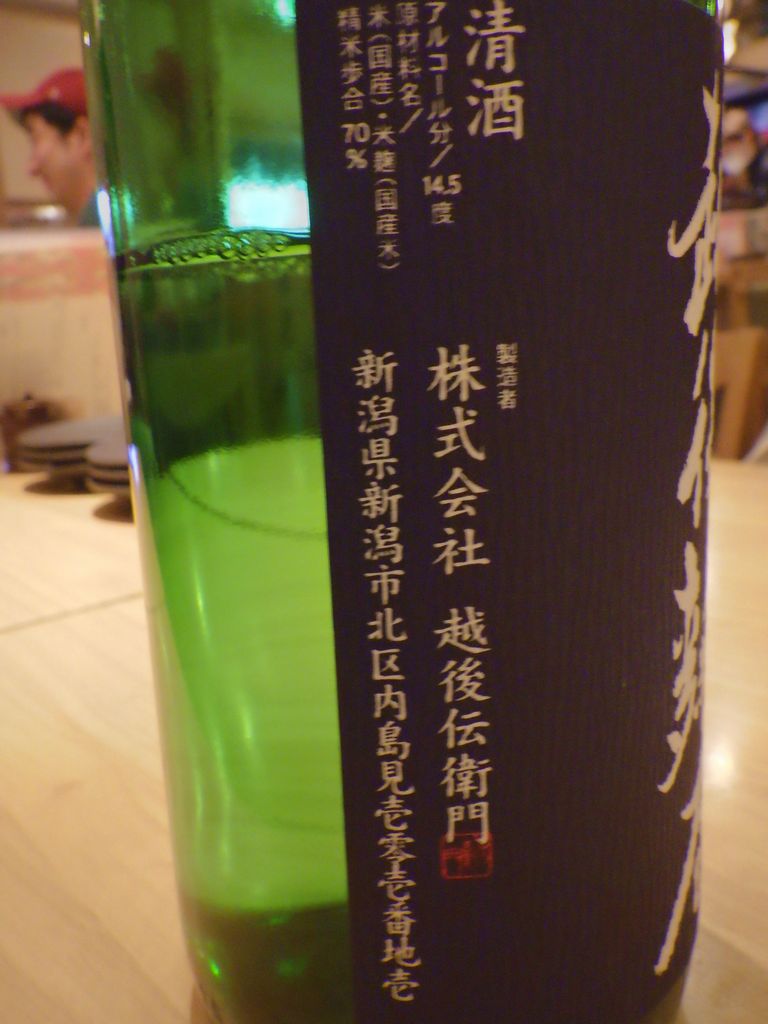 清酒
アルコール分/14.5度
原材料名/
米(国産)・米麹(国産米)
精米歩合 70%
製造者
株式会社 越後伝衛門
新潟県新潟市北区内島見壱零壱番地壱